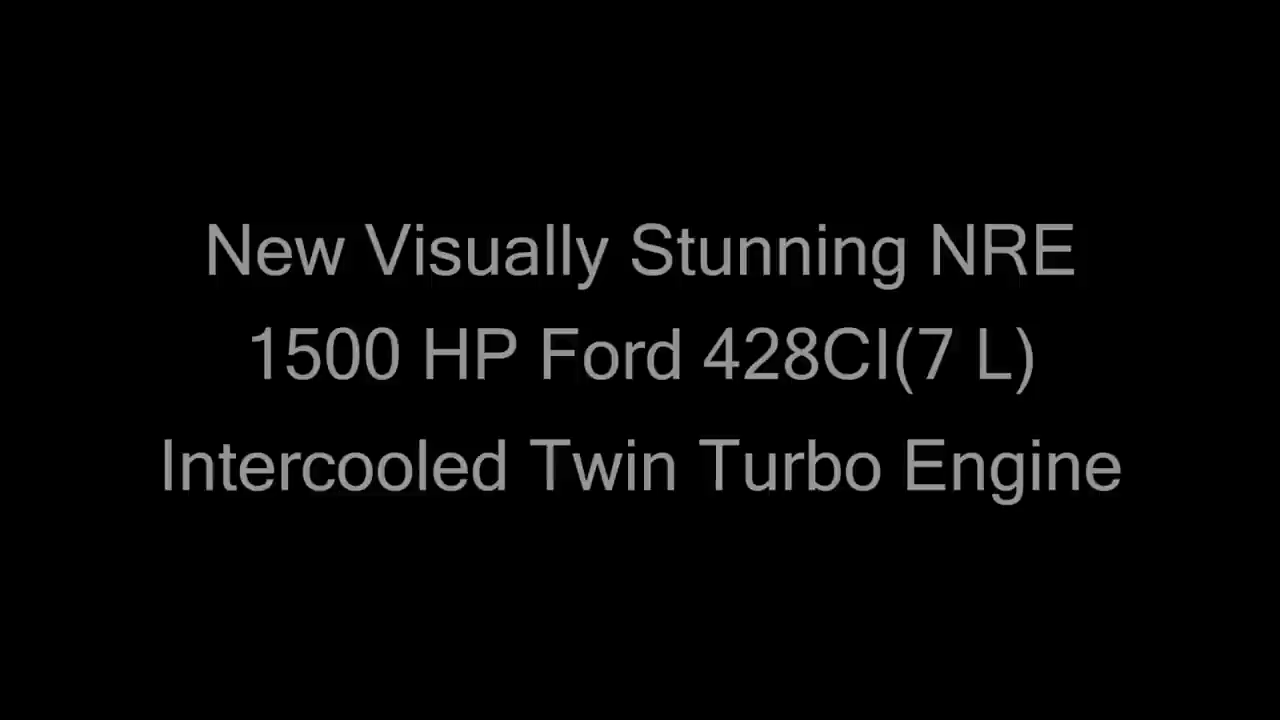 New Visually Stunning NRE
1500 HP Ford 428CI(7 L)
Intercooled Twin Turbo Engine